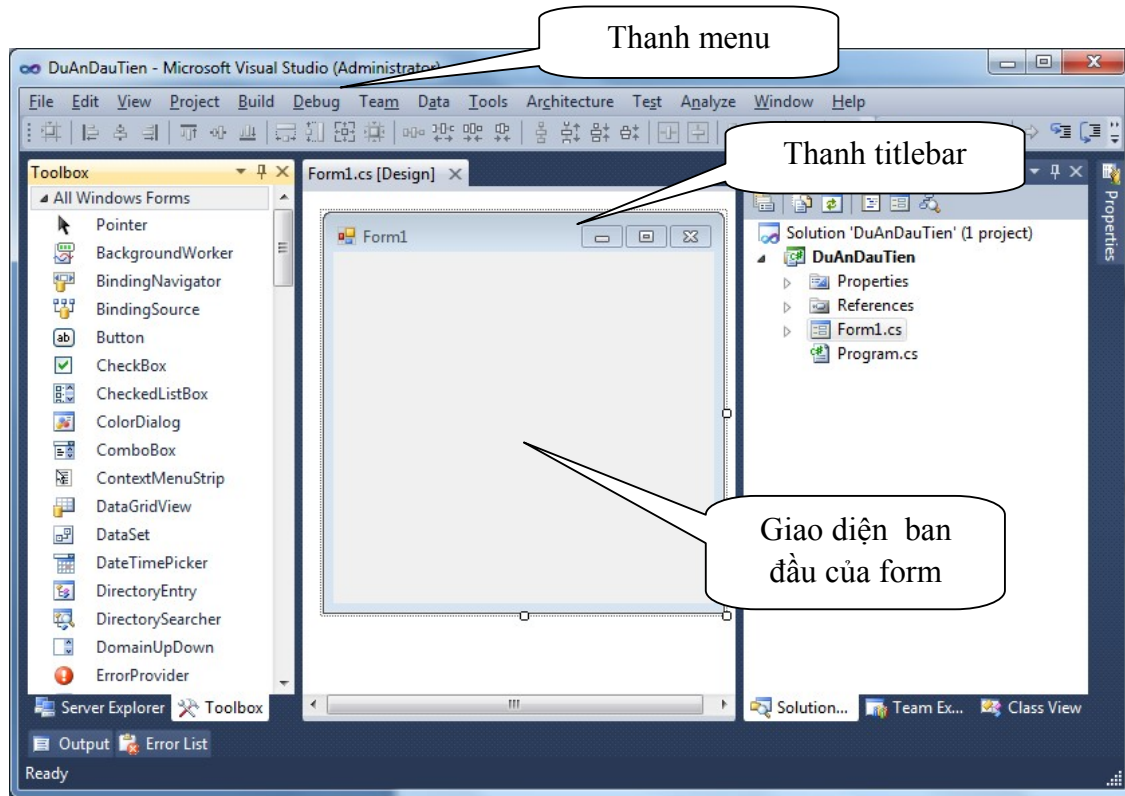 Thanh menu
DuAnDauTien - Microsoft Visual Studio (Administrator)
File Edit View Project Build Debug Team Data Tools Architecture Test Analyze Window Help
Thanh titlebar
Toolbox
Form1.cs [Design]
All Windows Forms
Pointer
BackgroundWorker
BindingNavigator
BindingSource
Button
CheckBox
CheckedListBox
ColorDialog
ComboBox
ContextMenuStrip
DataGridView
DataSet
DateTimePicker
DirectoryEntry
DirectorySearcher
DomainUpDown
ErrorProvider
Form1
Giao diện ban
đầu của form
Solution 'DuAnDauTien' (1 project)
DuAnDauTien
Properties
References
Form1.cs
Program.cs
Properties
Server Explorer Toolbox
Solution... Team Ex... Class View
Output Error List
Ready